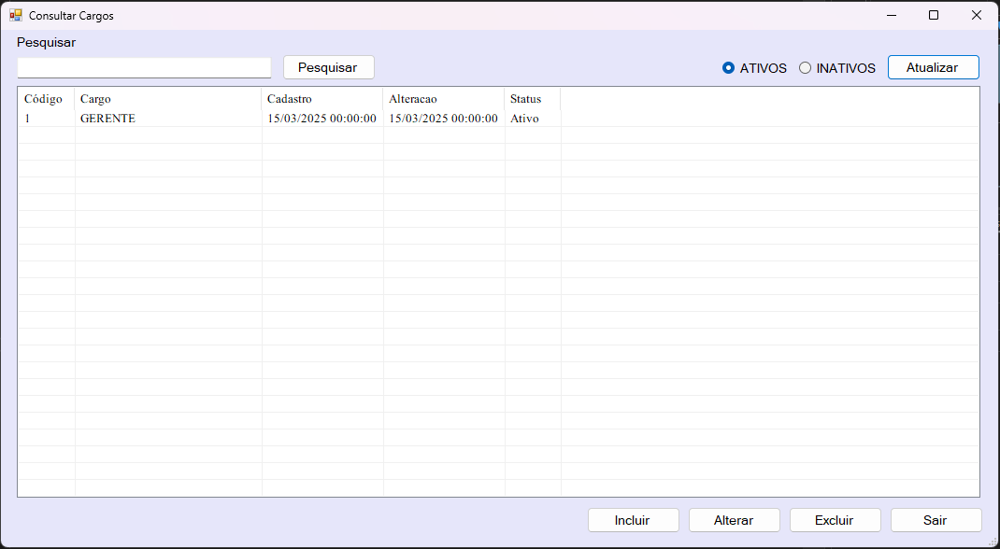 Consultar Cargos
Pesquisar
Pesquisar ATIVOS INATIVOS Atualizar
Código Cargo Cadastro Alteracao Status
1 GERENTE 15/03/2025 00:00:00 15/03/2025 00:00:00 Ativo
Incluir Alterar Excluir Sair